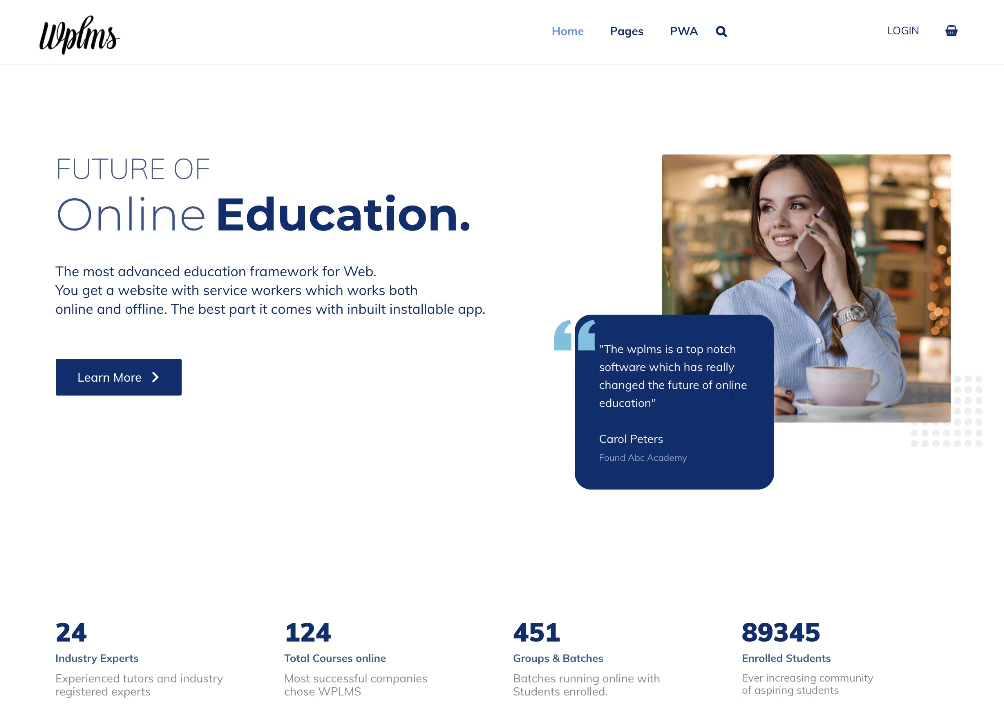 Wplms
Home
Pages
PWA
LOGIN
FUTURE OF
Online Education.
The most advanced education framework for Web.
You get a website with service workers which works both
online and offline. The best part it comes with inbuilt installable app.
Learn More
"The wplms is a top notch
software which has really
changed the future of online
education"
Carol Peters
Found Abc Academy
24
Industry Experts
Experienced tutors and industry
registered experts
124
Total Courses online
Most successful companies
chose WPLMS
451
Groups & Batches
Batches running online with
Students enrolled.
89345
Enrolled Students
Ever increasing community
of aspiring students